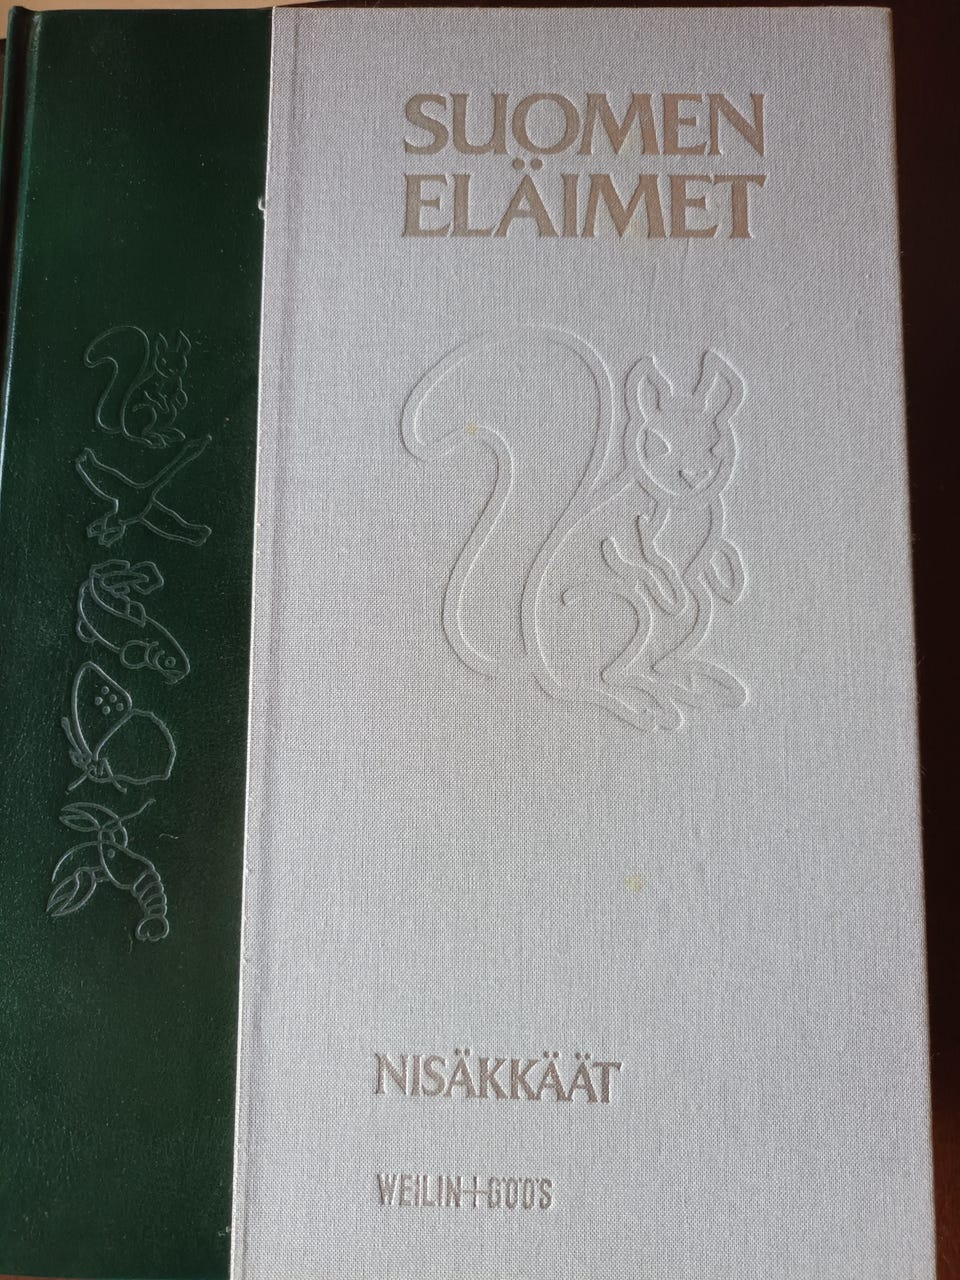 SUOMEN
ELÄIMET
NISÄKKÄÄT
WEILIN+GÖÖS